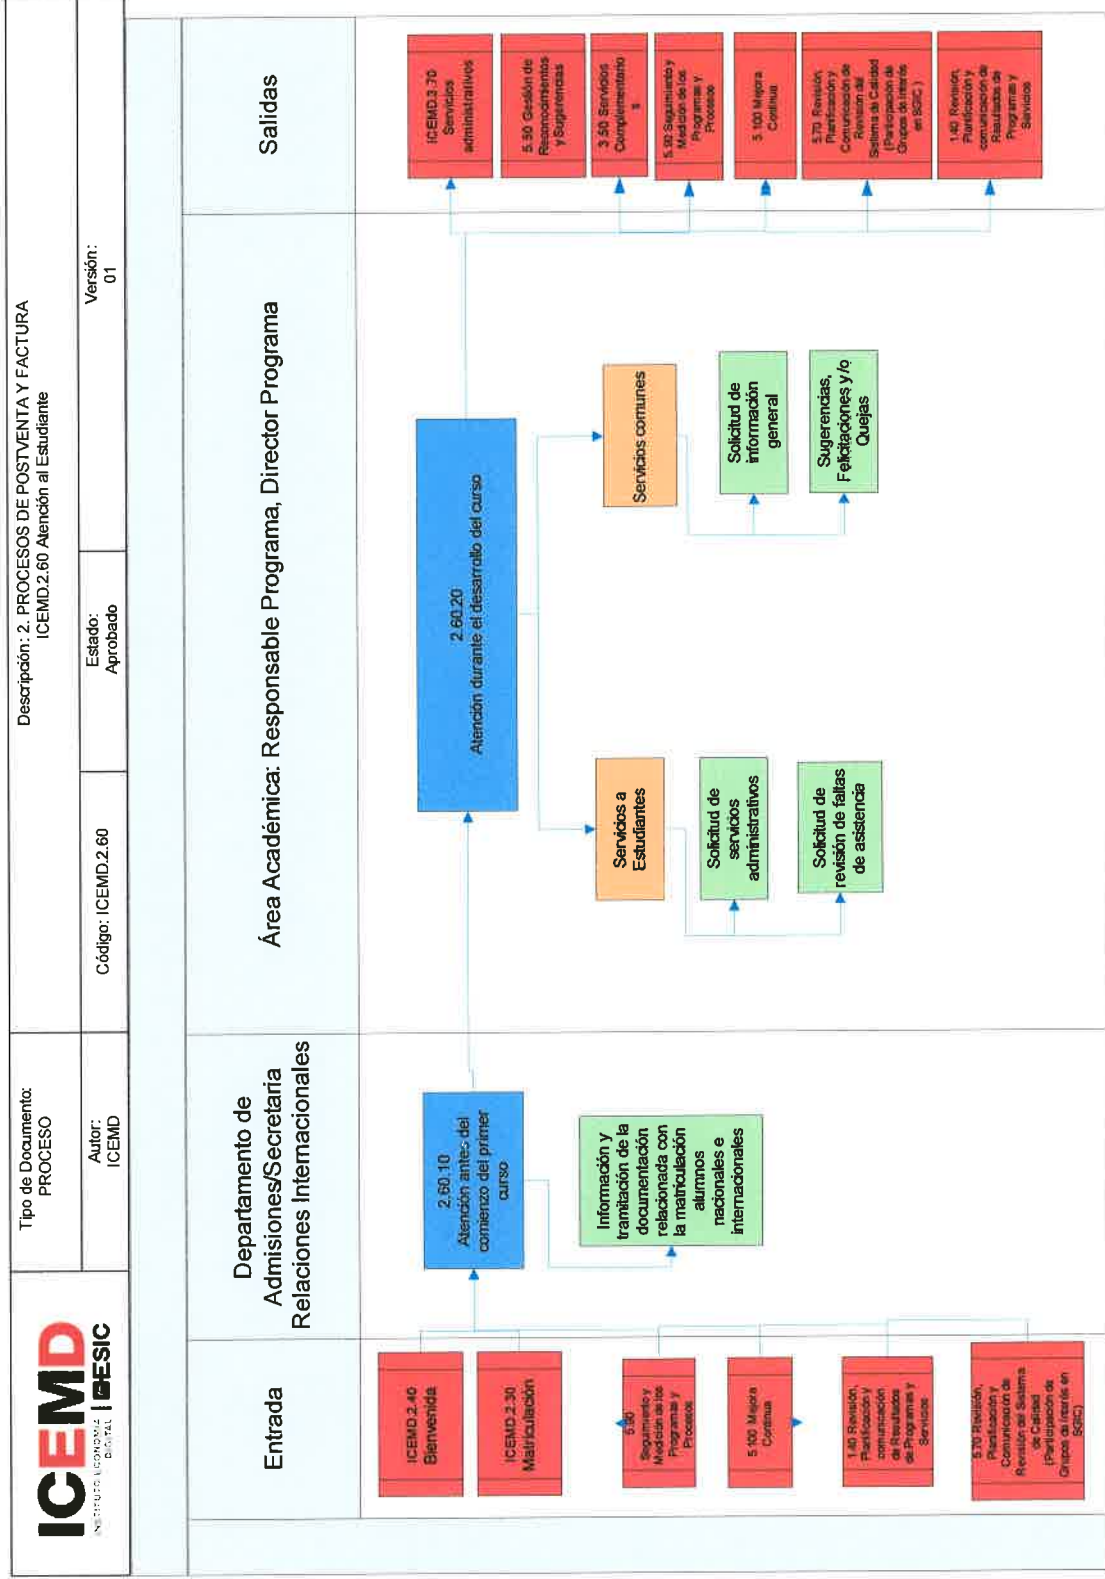 ICEMD
INSTITUTO ECONOMIA
DIGITAL
ESIC
Tipo de Documento:
PROCESO
Descripción: 2. PROCESOS DE POSTVENTA Y FACTURA
ICEMD.2.60 Atención al Estudiante
Autor:
ICEMD
Código: ICEMD.2.60
Estado:
Aprobado
Versión:
01
Entrada
Departamento de
Admisiones/Secretaria
Relaciones Internacionales
Área Académica: Responsable Programa, Director Programa
Salidas
ICEMD.2.40
Bienvenida
ICEMD.2.30
Matriculación
5.90
Seguimiento y
Medición de los
Programas y
Procesos
5.100 Mejora
Continua
1.40 Revisión,
Planificación y
comunicación
de Resultados
de Programas y
Servicios
5.70 Revisión,
Planificación y
Comunicación de
Revisión del Sistema
de Calidad
(Participación de
Grupos de Interés en
SGIC)
2.60.10
Atención antes del
comienzo del primer
curso
Información y
tramitación de la
documentación
relacionada con
la matriculación
alumnos
nacionales e
internacionales
2.60.20
Atención durante el desarrollo del curso
Servicios a
Estudiantes
Solicitud de
servicios
administrativos
Solicitud de
revisión de faltas
de asistencia
Servicios comunes
Solicitud de
información
general
Sugerencias,
Felicitaciones y/o
Quejas
ICEMD.3.70
Servicios
administrativos
5.50 Gestión de
Reconocimientos
y Sugerencias
3.50 Servicios
Complementario
s
5.90 Seguimiento y
Medición de los
Programas y
Procesos
5.100 Mejora
Continua
5.70 Revisión,
Planificación y
Comunicación de
Revisión del
Sistema de Calidad
(Participación de
Grupos de Interés
en SGIC )
1.40 Revisión,
Planificación y
comunicación de
Resultados de
Programas y
Servicios